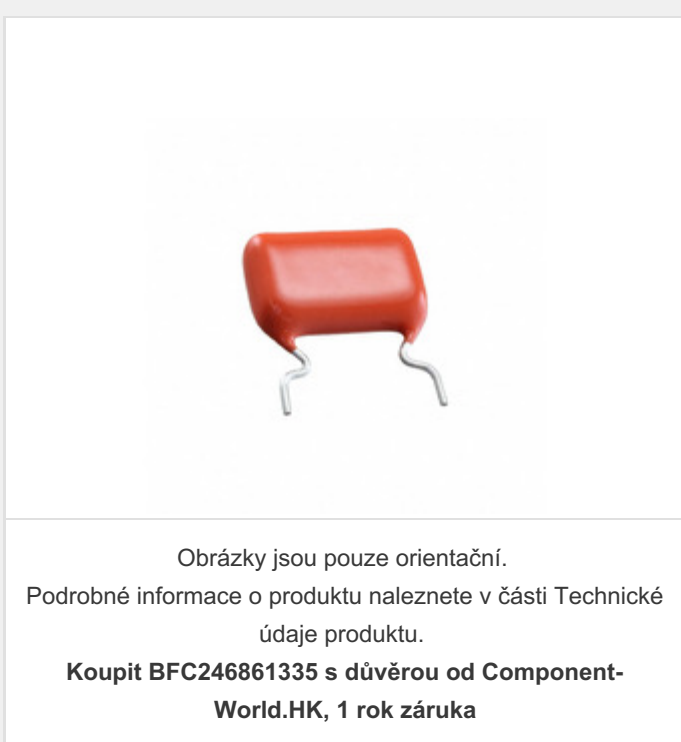 Obrázky jsou pouze orientační.
Podrobné informace o produktu naleznete v části Technické
údaje produktu.
Koupit BFC246861335 s důvěrou od Component-
World.HK, 1 rok záruka